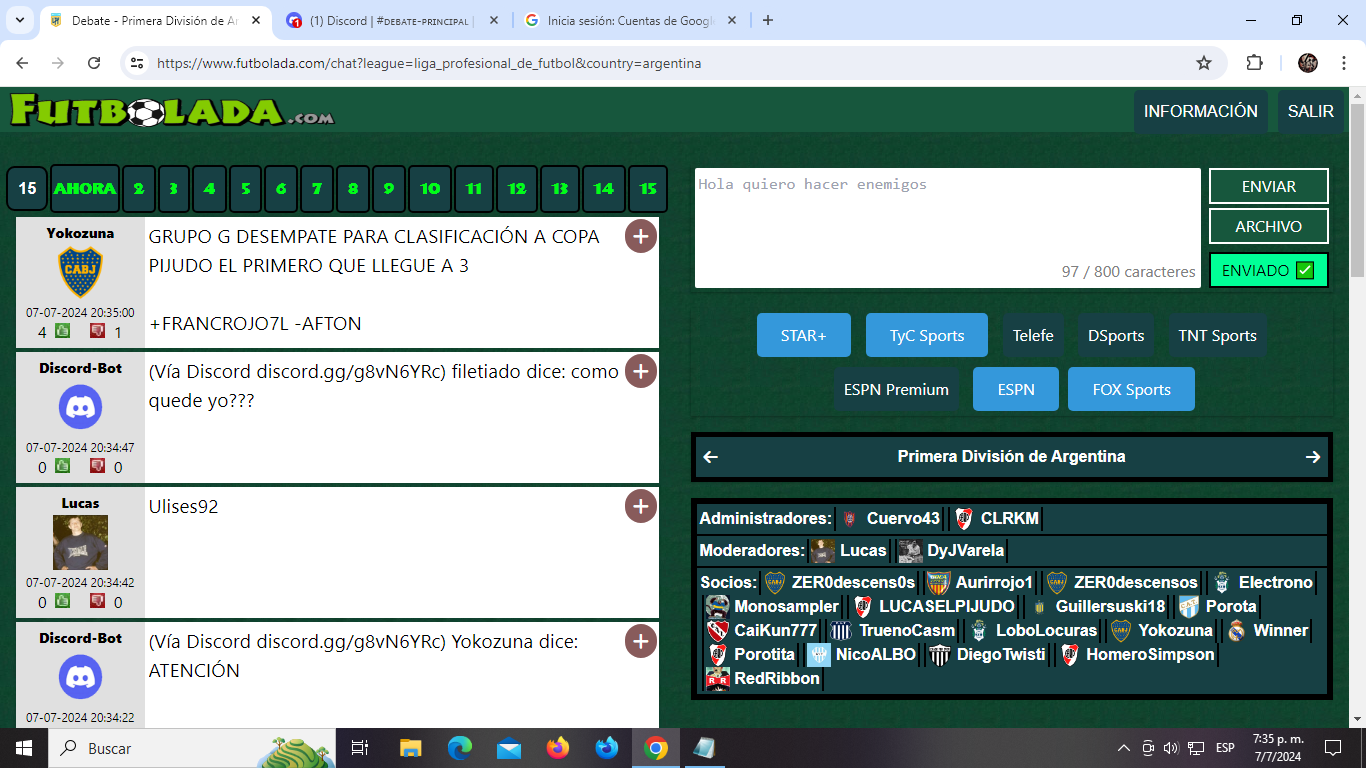 Debate - Primera División de Ar
(1) Discord | #ᴅᴇʙᴀᴛᴇ-ᴘʀɪɴᴄɪᴘᴀʟ |
Inicia sesión: Cuentas de Googl
https://www.futbolada.com/chat?league=liga_profesional_de_futbol&country=argentina
FUTBOLADA.COM
INFORMACIÓN
SALIR
15 AHORA 2 3 4 5 6 7 8 9 10 11 12 13 14 15
Yokozuna
CABJ
07-07-2024 20:35:00
4 1
GRUPO G DESEMPATE PARA CLASIFICACIÓN A COPA
PIJUDO EL PRIMERO QUE LLEGUE A 3
+FRANCROJO7L -AFTON
Discord-Bot
07-07-2024 20:34:47
0 0
(Vía Discord discord.gg/g8vN6YRc) filetiado dice: como
quede yo???
Lucas
07-07-2024 20:34:42
0 0
Ulises92
Discord-Bot
07-07-2024 20:34:22
(Vía Discord discord.gg/g8vN6YRc) Yokozuna dice:
ATENCIÓN
Hola quiero hacer enemigos
97 / 800 caracteres
ENVIAR
ARCHIVO
ENVIADO ✅
STAR+ TyC Sports Telefe DSports TNT Sports
ESPN Premium ESPN FOX Sports
← Primera División de Argentina →
Administradores: Cuervo43 CLRKM
Moderadores: Lucas DyJVarela
Socios: ZER0descens0s Aurirrojo1 ZER0descensos Electrono
Monosampler LUCASELPIJUDO Guillersuski18 Porota
CaiKun777 TruenoCasm LoboLocuras Yokozuna Winner
Porotita NicoALBO DiegoTwisti HomeroSimpson
RedRibbon
Buscar
ESP
7:35 p. m.
7/7/2024